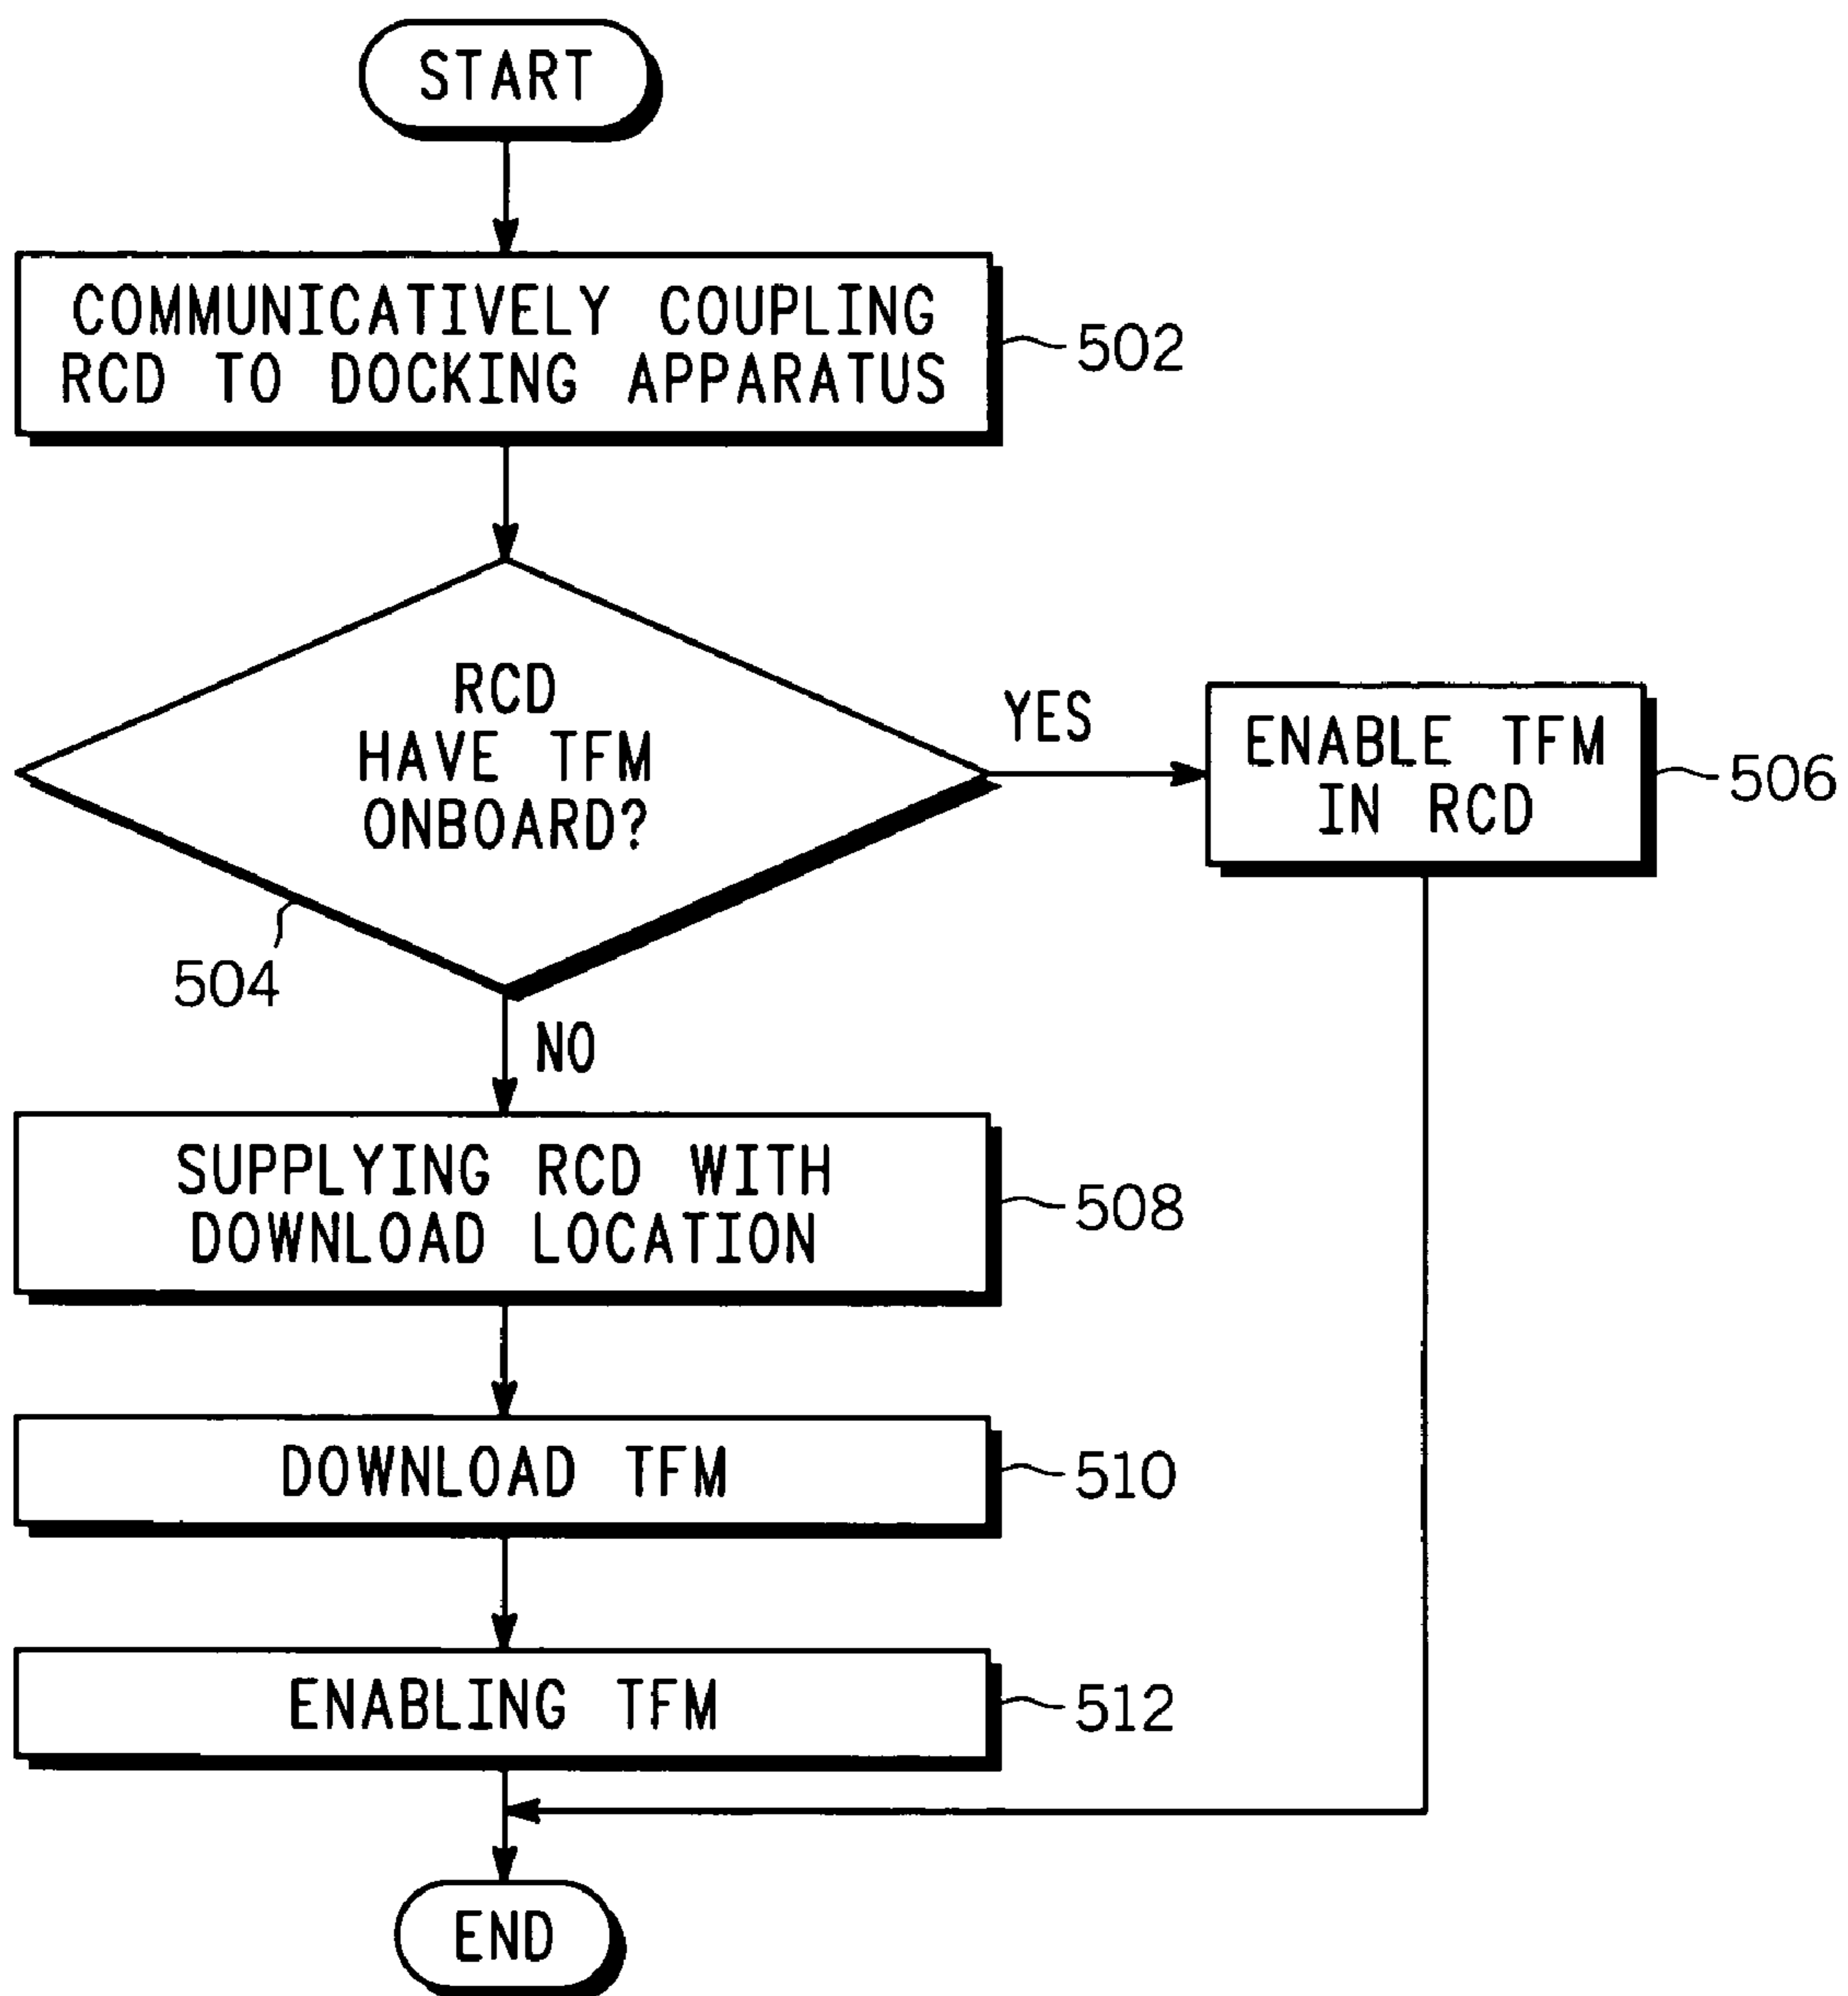 START
COMMUNICATIVELY COUPLING
RCD TO DOCKING APPARATUS
502
RCD
HAVE TFM
ONBOARD?
YES
ENABLE TFM
IN RCD
506
504
NO
SUPPLYING RCD WITH
DOWNLOAD LOCATION
508
DOWNLOAD TFM
510
ENABLING TFM
512
END